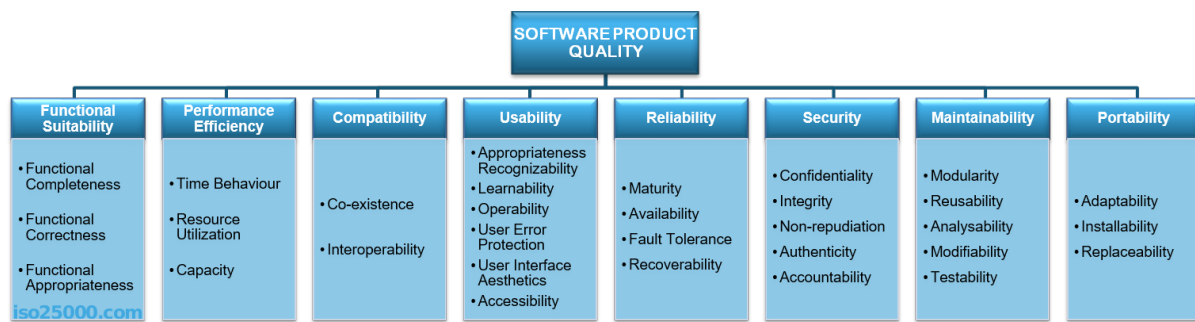 SOFTWARE PRODUCT
QUALITY
Functional
Suitability
• Functional
Completeness
• Functional
Correctness
• Functional
Appropriateness
Performance
Efficiency
• Time Behaviour
• Resource
Utilization
• Capacity
Compatibility
• Co-existence
• Interoperability
Usability
• Appropriateness
Recognizability
• Learnability
• Operability
• User Error
Protection
• User Interface
Aesthetics
• Accessibility
Reliability
• Maturity
• Availability
• Fault Tolerance
• Recoverability
Security
• Confidentiality
• Integrity
• Non-repudiation
• Authenticity
• Accountability
Maintainability
• Modularity
• Reusability
• Analysability
• Modifiability
• Testability
Portability
• Adaptability
• Installability
• Replaceability
iso25000.com